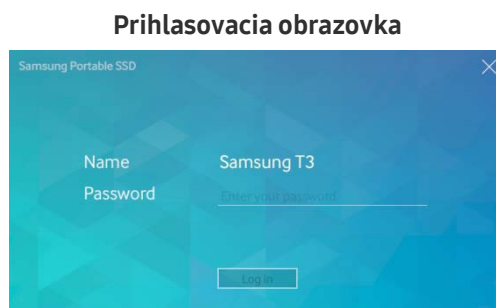 Prihlasovacia obrazovka
Samsung Portable SSD
Name Samsung T3
Password Enter your password
Log in